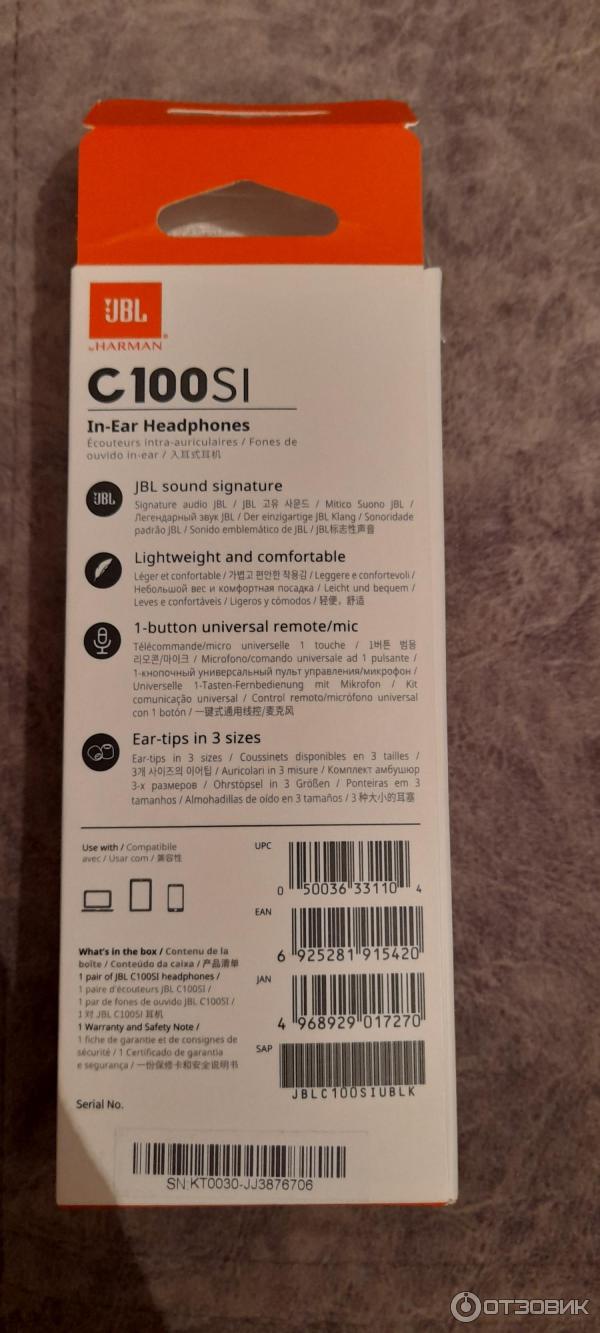 JBL
by HARMAN
C100SI
In-Ear Headphones
Écouteurs intra-auriculaires / Fones de
ouvido in-ear / 入耳式耳机
JBL
JBL sound signature
Signature audio JBL / JBL 고유 사운드 / Mitico Suono JBL /
Легендарный звук JBL / Der einzigartige JBL Klang / Sonoridade
padrão JBL / Sonido emblemático de JBL / JBL标志性声音
Lightweight and comfortable
Léger et confortable / 가볍고 편안한 착용감 / Leggere e confortevoli /
Небольшой вес и комфортная посадка / Leicht und bequem /
Leves e confortáveis / Ligeros y cómodos / 轻便，舒适
1-button universal remote/mic
Télécommande/micro universelle 1 touche / 1버튼 범용
리모콘/마이크 / Microfono/comando universale ad 1 pulsante /
1-кнопочный универсальный пульт управления/микрофон /
Universelle 1-Tasten-Fernbedienung mit Mikrofon / Kit
comunicação universal / Control remoto/micrófono universal
con 1 botón / 一键式通用线控/麦克风
Ear-tips in 3 sizes
Ear-tips in 3 sizes / Coussinets disponibles en 3 tailles /
3개 사이즈의 이어팁 / Auricolari in 3 misure / Комплект амбушюр
3-х размеров / Ohrstöpsel in 3 Größen / Ponteiras em 3
tamanhos / Almohadillas de oído en 3 tamaños / 3 种大小的耳塞
Use with / Compatibile
avec / Usar com / 兼容性
What's in the box / Contenu de la
boîte / Conteúdo da caixa / 产品清单
1 pair of JBL C100SI headphones /
1 paire d'écouteurs JBL C100SI /
1 par de fones de ouvido JBL C100SI /
1 对 JBL C100SI 耳机
1 Warranty and Safety Note /
1 fiche de garantie et de consignes de
sécurité / 1 Certificado de garantia
e segurança / 一份保修卡和安全说明书
UPC
0 50036 33110 4
EAN
6 925281 915420
JAN
4 968929 017270
SAP
JBLC100SIUBLK
Serial No.
SN:KT0030-JJ3876706
ОТЗОВИК